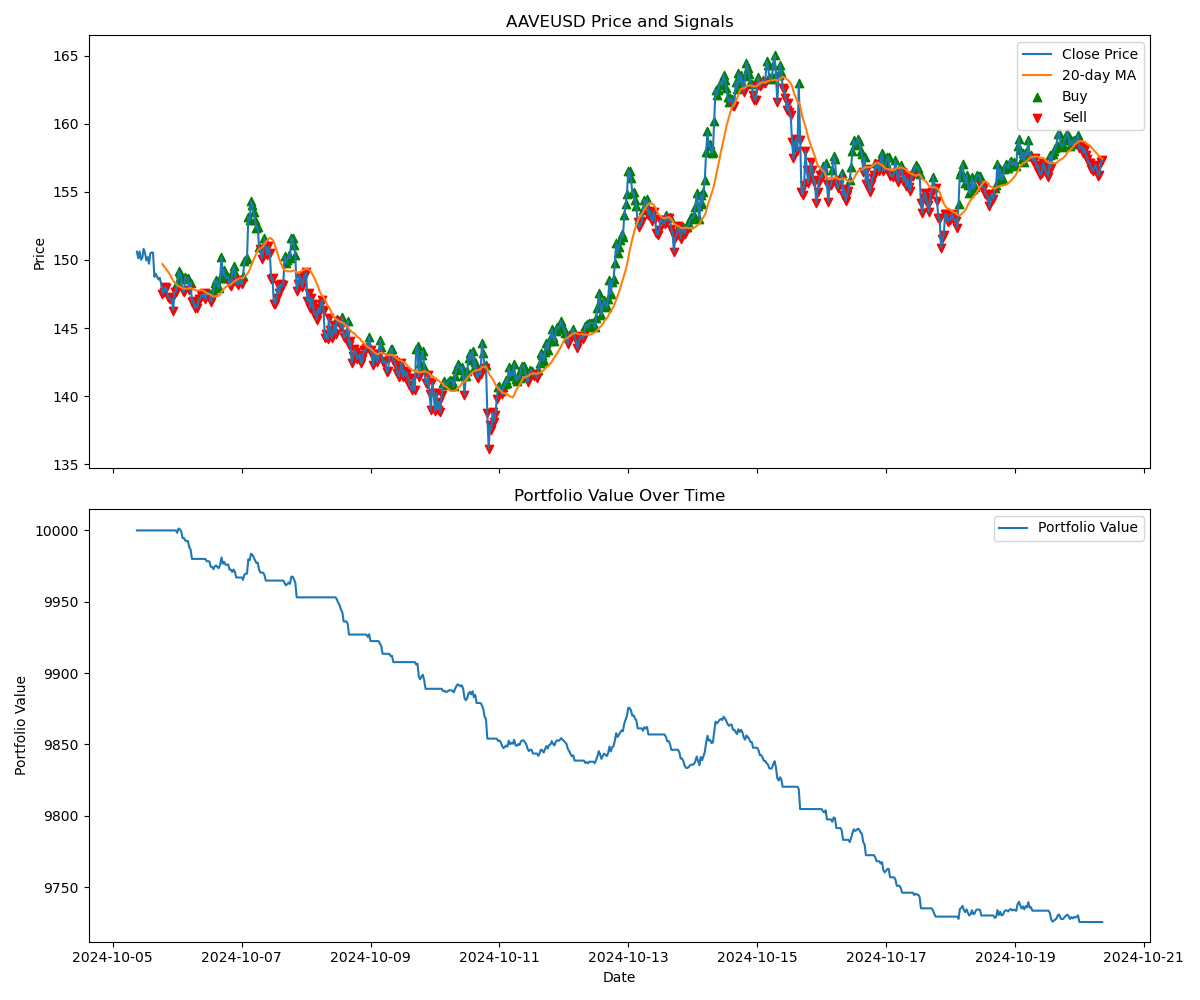 AAVEUSD Price and Signals
Price
165
160
155
150
145
140
135
Close Price
20-day MA
Buy
Sell
Portfolio Value Over Time
Portfolio Value
10000
9950
9900
9850
9800
9750
Portfolio Value
2024-10-05
2024-10-07
2024-10-09
2024-10-11
2024-10-13
2024-10-15
2024-10-17
2024-10-19
2024-10-21
Date